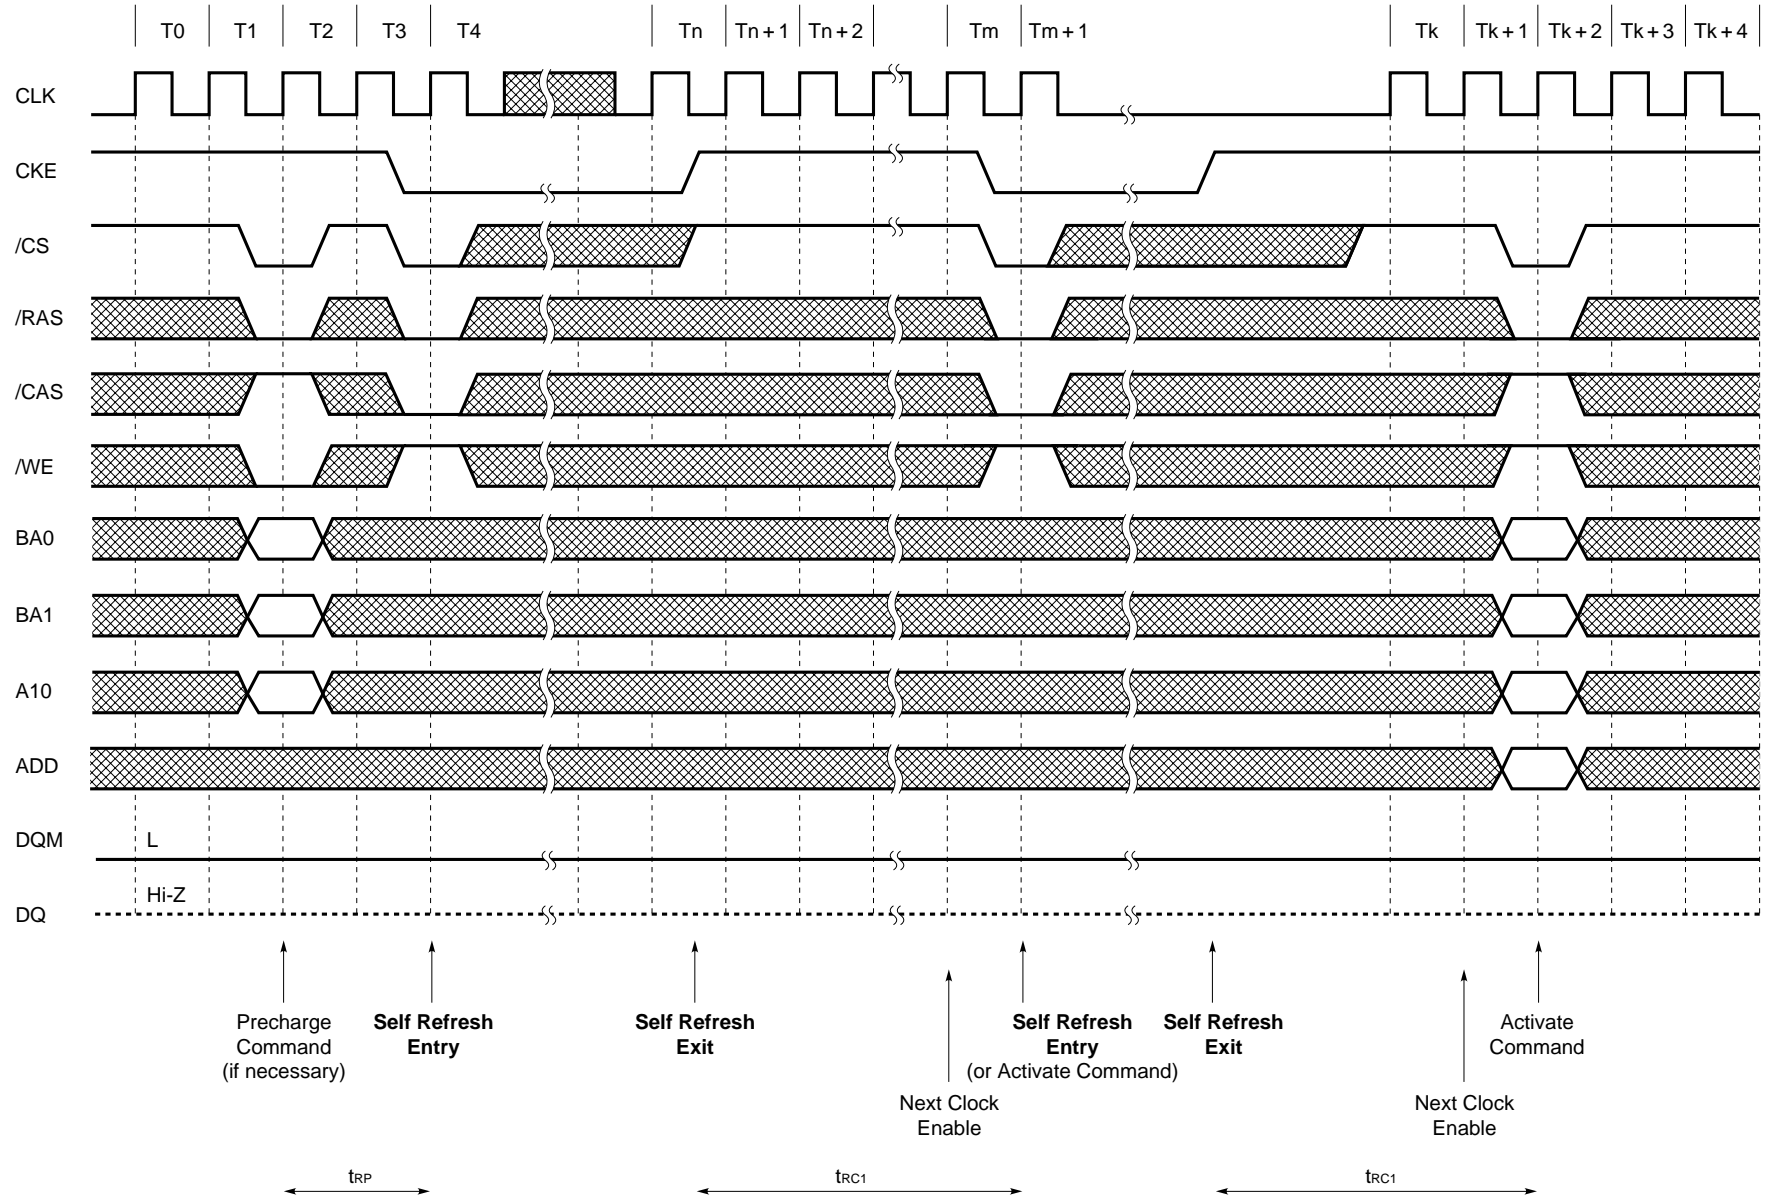 T0 T1 T2 T3 T4 Tn Tn + 1 Tn + 2 Tm Tm + 1 Tk Tk + 1 Tk + 2 Tk + 3 Tk + 4
CLK
CKE
/CS
/RAS
/CAS
/WE
BA0
BA1
A10
ADD
DQM L
Hi-Z
DQ
Precharge
Command
(if necessary)
Self Refresh
Entry
Self Refresh
Exit
Self Refresh
Entry
(or Activate Command)
Self Refresh
Exit
Activate
Command
Next Clock
Enable
Next Clock
Enable
tRP tRC1 tRC1